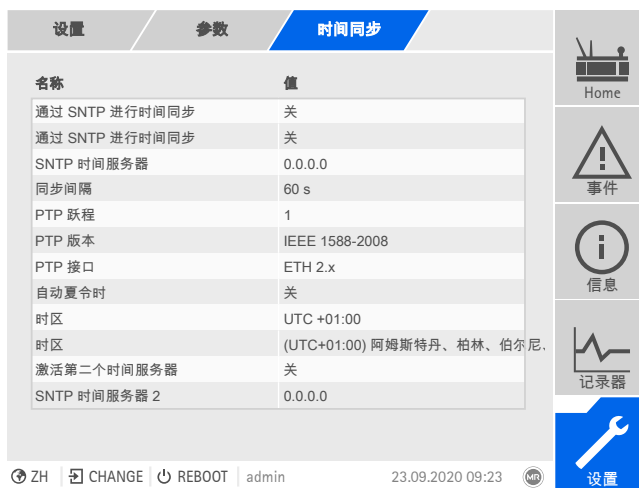 设置 参数 时间同步
Home
名称 值
通过 SNTP 进行时间同步 关
通过 SNTP 进行时间同步 关
SNTP 时间服务器 0.0.0.0
同步间隔 60 s
事件
PTP 跃程 1
PTP 版本 IEEE 1588-2008
PTP 接口 ETH 2.x
自动夏令时 关
信息
时区 UTC +01:00
时区 (UTC+01:00) 阿姆斯特丹、柏林、伯尔尼.
激活第二个时间服务器 关
记录器
SNTP 时间服务器 2 0.0.0.0
ZH CHANGE REBOOT admin 23.09.2020 09:23 MR
设置